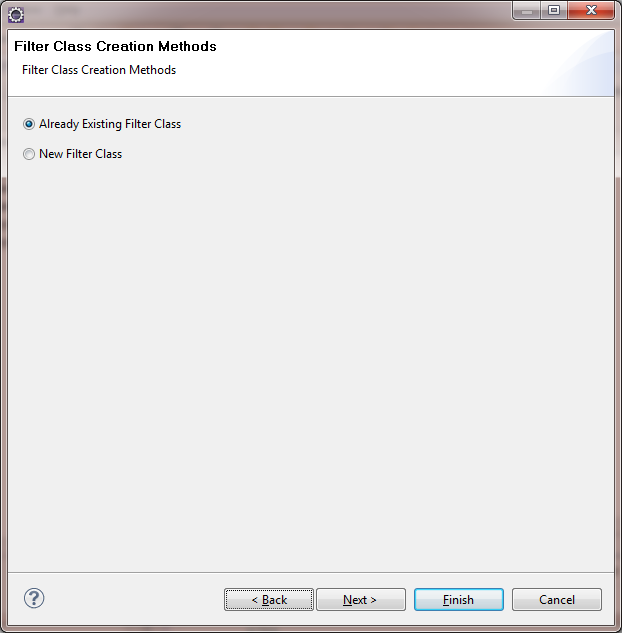 Filter Class Creation Methods
Filter Class Creation Methods
Already Existing Filter Class
New Filter Class
? < Back Next > Finish Cancel